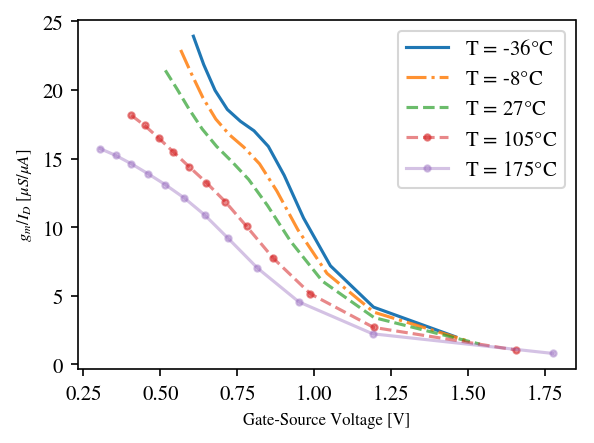 25
20
15
10
5
0
g_m/I_D [μS/μA]
T = -36°C
T = -8°C
T = 27°C
T = 105°C
T = 175°C
0.25 0.50 0.75 1.00 1.25 1.50 1.75
Gate-Source Voltage [V]